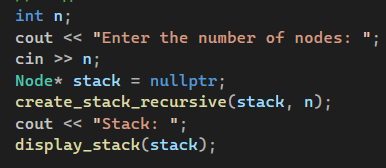 int n;
cout << "Enter the number of nodes: ";
cin >> n;
Node* stack = nullptr;
create_stack_recursive(stack, n);
cout << "Stack: ";
display_stack(stack);